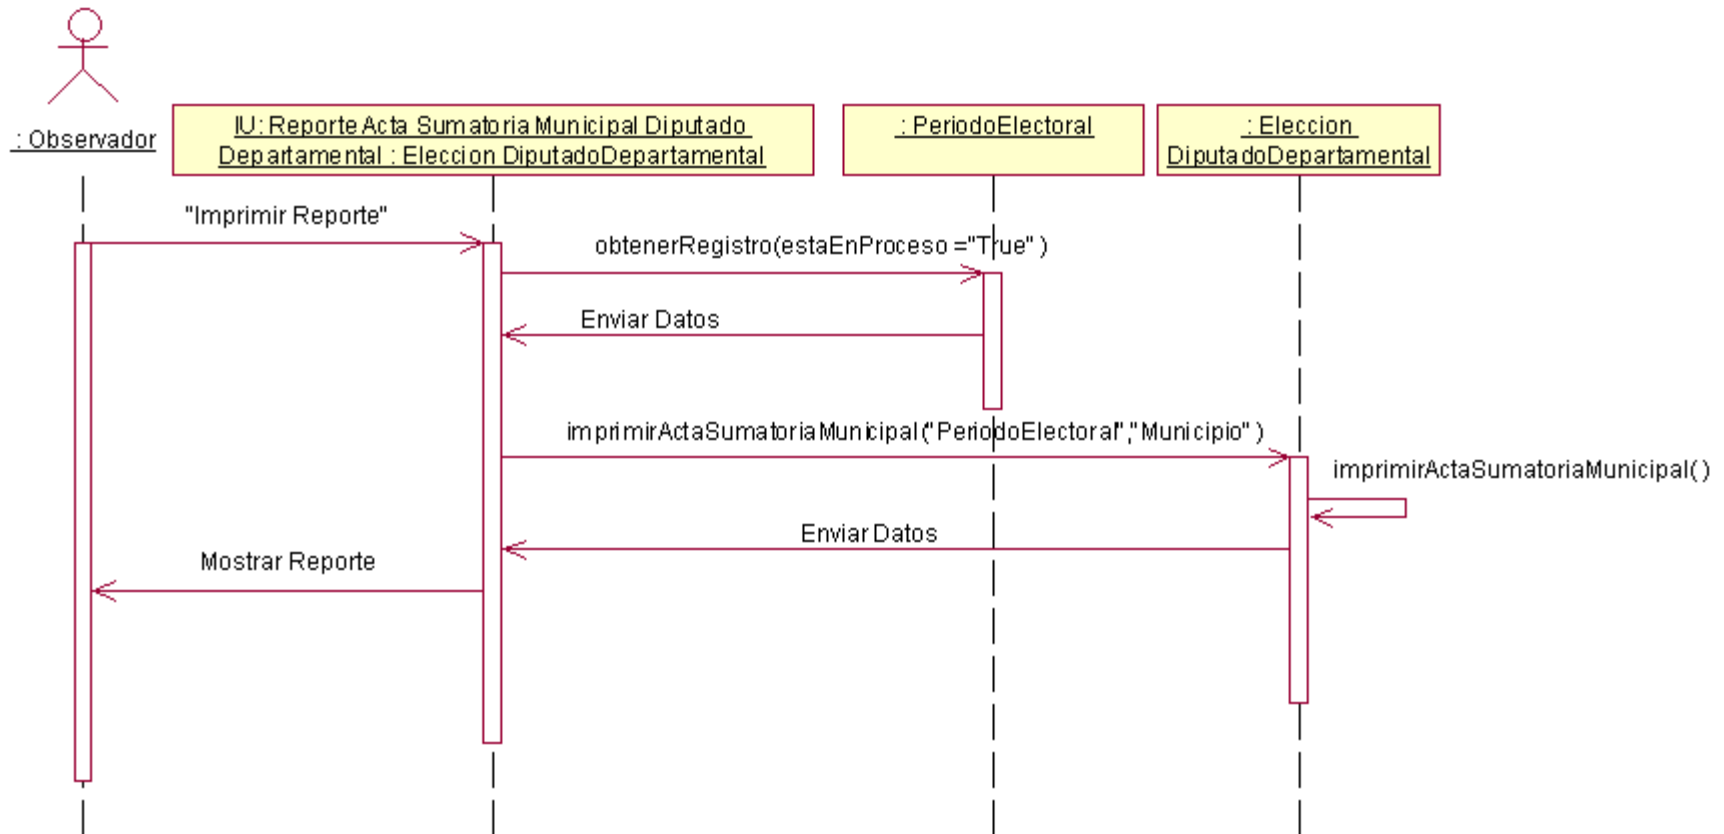 : Observador
IU: Reporte Acta Sumatoria Municipal Diputado
Departamental : Eleccion DiputadoDepartamental
: PeriodoElectoral
: Eleccion
DiputadoDepartamental
"Imprimir Reporte"
obtenerRegistro(estaEnProceso ="True" )
Enviar Datos
imprimirActaSumatoriaMunicipal("PeriodoElectoral","Municipio" )
imprimirActaSumatoriaMunicipal( )
Enviar Datos
Mostrar Reporte